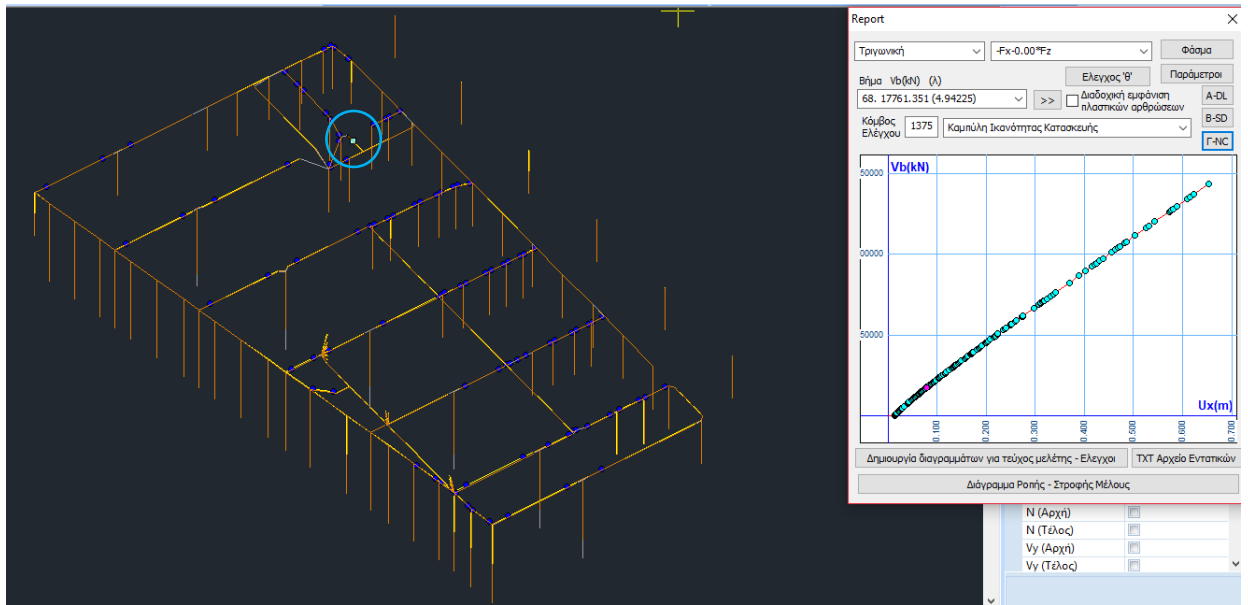 Report
Τριγωνική -Fx-0.00*Fz Φάσμα
Βήμα Vb(kN) (λ) Ελεγχος 'θ' Παράμετροι
68. 17761.351 (4.94225) >> Διαδοχική εμφάνιση πλαστικών αρθρώσεων A-DL
B-SD
Κόμβος Ελέγχου 1375 Καμπύλη Ικανότητας Κατασκευής Γ-NC
Vb(kN)
50000
00000
50000
Ux(m)
0.100 0.200 0.300 0.400 0.500 0.600 0.700
Δημιουργία διαγραμμάτων για τεύχος μελέτης - Ελεγχοι TXT Αρχείο Εντατικών
Διάγραμμα Ροπής - Στροφής Μέλους
N (Αρχή)
N (Τέλος)
Vy (Αρχή)
Vy (Τέλος)